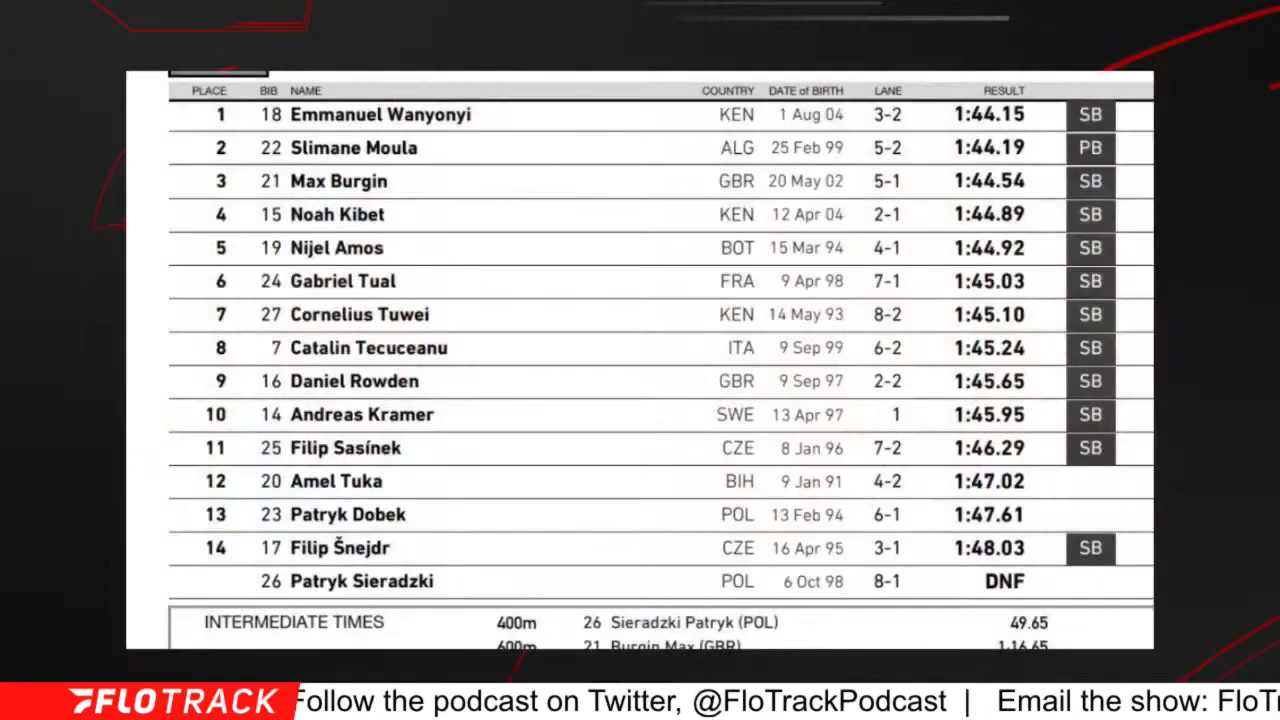 PLACE BIB NAME COUNTRY DATE of BIRTH LANE RESULT
1 18 Emmanuel Wanyonyi KEN 1 Aug 04 3-2 1:44.15 SB
2 22 Slimane Moula ALG 25 Feb 99 5-2 1:44.19 PB
3 21 Max Burgin GBR 20 May 02 5-1 1:44.54 SB
4 15 Noah Kibet KEN 12 Apr 04 2-1 1:44.89 SB
5 19 Nijel Amos BOT 15 Mar 94 4-1 1:44.92 SB
6 24 Gabriel Tual FRA 9 Apr 98 7-1 1:45.03 SB
7 27 Cornelius Tuwei KEN 14 May 93 8-2 1:45.10 SB
8 7 Catalin Tecuceanu ITA 9 Sep 99 6-2 1:45.24 SB
9 16 Daniel Rowden GBR 9 Sep 97 2-2 1:45.65 SB
10 14 Andreas Kramer SWE 13 Apr 97 1 1:45.95 SB
11 25 Filip Sasínek CZE 8 Jan 96 7-2 1:46.29 SB
12 20 Amel Tuka BIH 9 Jan 91 4-2 1:47.02
13 23 Patryk Dobek POL 13 Feb 94 6-1 1:47.61
14 17 Filip Šnejdr CZE 16 Apr 95 3-1 1:48.03 SB
26 Patryk Sieradzki POL 6 Oct 98 8-1 DNF
INTERMEDIATE TIMES 400m 26 Sieradzki Patryk (POL) 49.65
600m 21 Burgin Max (GBR) 1:16.65
FLOTRACK Follow the podcast on Twitter, @FloTrackPodcast | Email the show: FloT